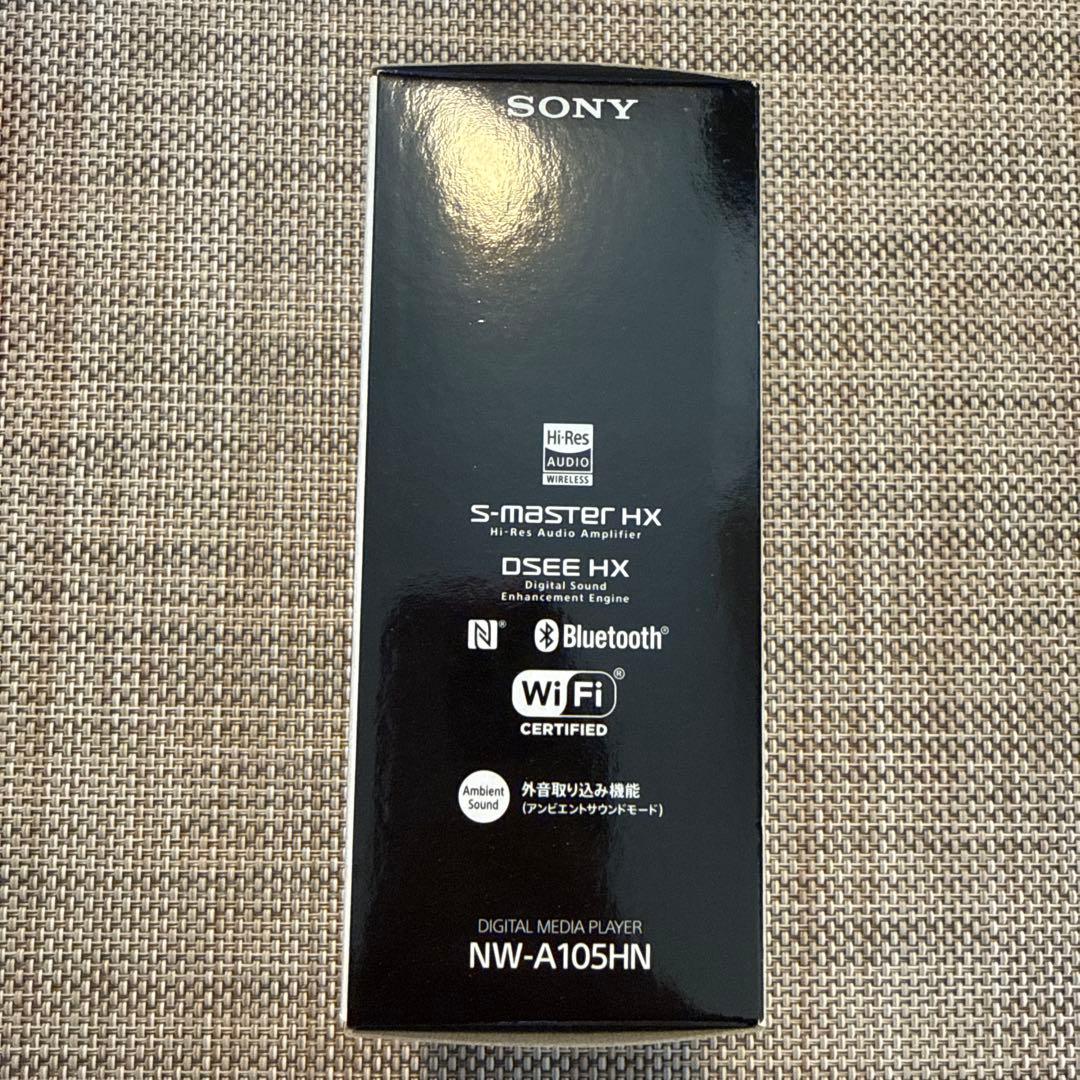 SONY
Hi-Res
AUDIO
WIRELESS
S-Master HX
Hi-Res Audio Amplifier
DSEE HX
Digital Sound
Enhancement Engine
N® Bluetooth®
Wi Fi®
CERTIFIED
Ambient
Sound
外音取り込み機能
(アンビエントサウンドモード)
DIGITAL MEDIA PLAYER
NW-A105HN